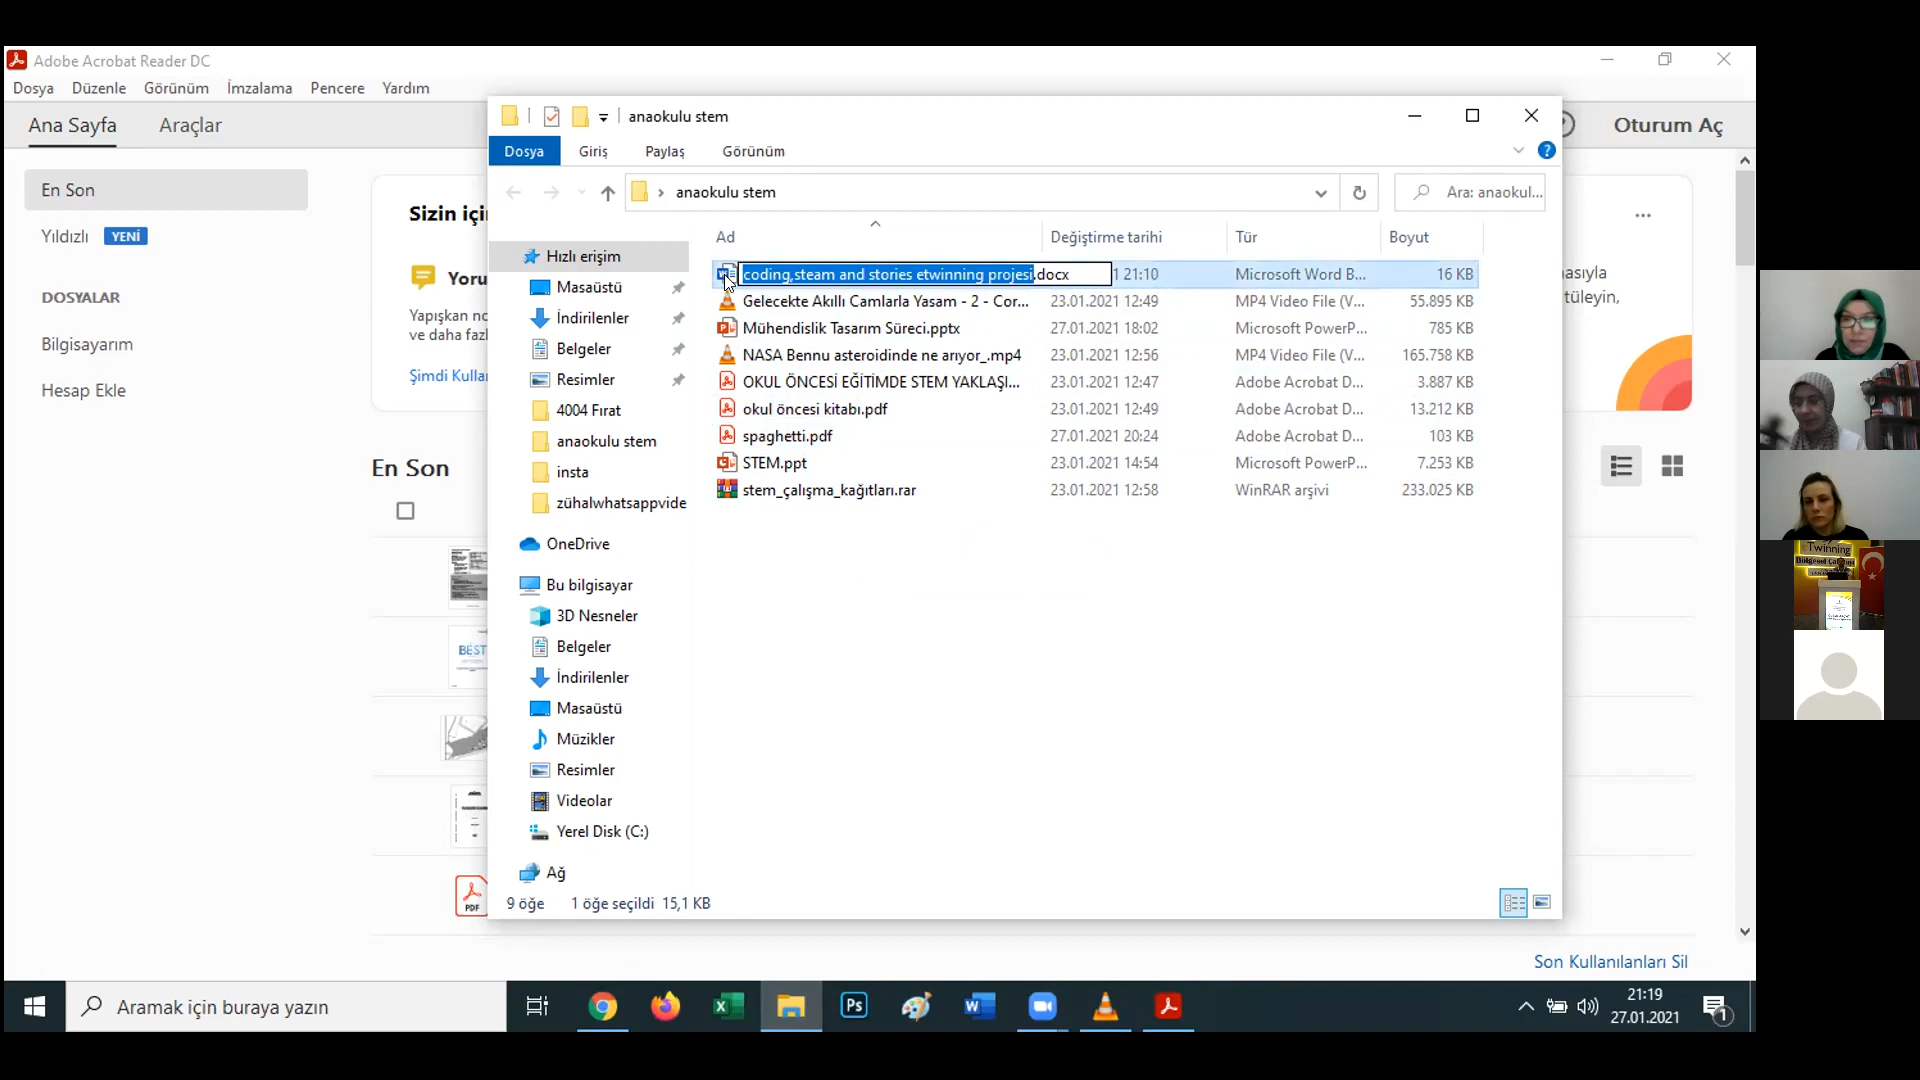 Adobe Acrobat Reader DC
Dosya Düzenle Görünüm İmzalama Pencere Yardım
Ana Sayfa Araçlar
Oturum Aç
En Son
Yıldızlı YENİ
DOSYALAR
Bilgisayarım
Hesap Ekle
Sizin için
Yoru
Yapışkan no
ve daha fazl
Şimdi Kullan
asıyla
tüleyin,
En Son
BEST
PDF
Son Kullanılanları Sil
anaokulu stem
Dosya Giriş Paylaş Görünüm
anaokulu stem
Ara: anaokul...
Ad Değiştirme tarihi Tür Boyut
coding,steam and stories etwinning projesi.docx 1 21:10 Microsoft Word B... 16 KB
Gelecekte Akıllı Camlarla Yasam - 2 - Cor... 23.01.2021 12:49 MP4 Video File (V... 55.895 KB
Mühendislik Tasarım Süreci.pptx 27.01.2021 18:02 Microsoft PowerP... 785 KB
NASA Bennu asteroidinde ne arıyor_.mp4 23.01.2021 12:56 MP4 Video File (V... 165.758 KB
OKUL ÖNCESİ EĞİTİMDE STEM YAKLAŞI... 23.01.2021 12:47 Adobe Acrobat D... 3.887 KB
okul öncesi kitabı.pdf 23.01.2021 12:49 Adobe Acrobat D... 13.212 KB
spaghetti.pdf 27.01.2021 20:24 Adobe Acrobat D... 103 KB
STEM.ppt 23.01.2021 14:54 Microsoft PowerP... 7.253 KB
stem_çalışma_kağıtları.rar 23.01.2021 12:58 WinRAR arşivi 233.025 KB
Hızlı erişim
Masaüstü
İndirilenler
Belgeler
Resimler
4004 Fırat
anaokulu stem
insta
zühalwhatsappvide
OneDrive
Bu bilgisayar
3D Nesneler
Belgeler
İndirilenler
Masaüstü
Müzikler
Resimler
Videolar
Yerel Disk (C:)
Ağ
9 öğe 1 öğe seçildi 15,1 KB
Twinning
Aramak için buraya yazın
Ps
21:19
27.01.2021
1